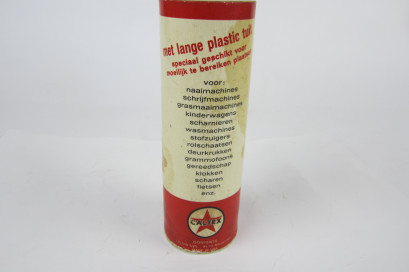 met lange plastic tuit
speciaal geschikt voor
moeilijk te bereiken plaatsen
voor:
naaimachines
schrijfmachines
grasmaaimachines
kinderwagens
scharnieren
wasmachines
stofzuigers
rolschaatsen
deurkrukken
grammofoons
gereedschap
klokken
scharen
fietsen
enz.
CALTEX